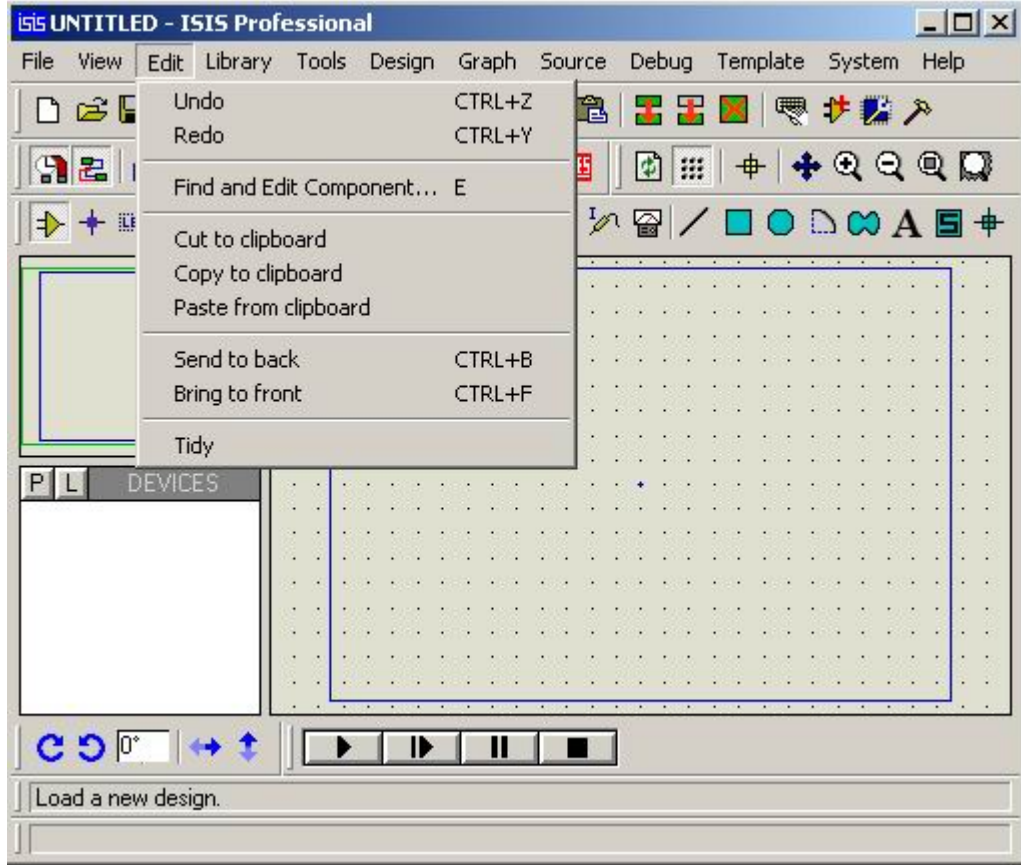 isis UNTITLED - ISIS Professional
File View Edit Library Tools Design Graph Source Debug Template System Help
Undo CTRL+Z
Redo CTRL+Y
Find and Edit Component... E
Cut to clipboard
Copy to clipboard
Paste from clipboard
Send to back CTRL+B
Bring to front CTRL+F
Tidy
A S
P L DEVICES
0°
Load a new design.